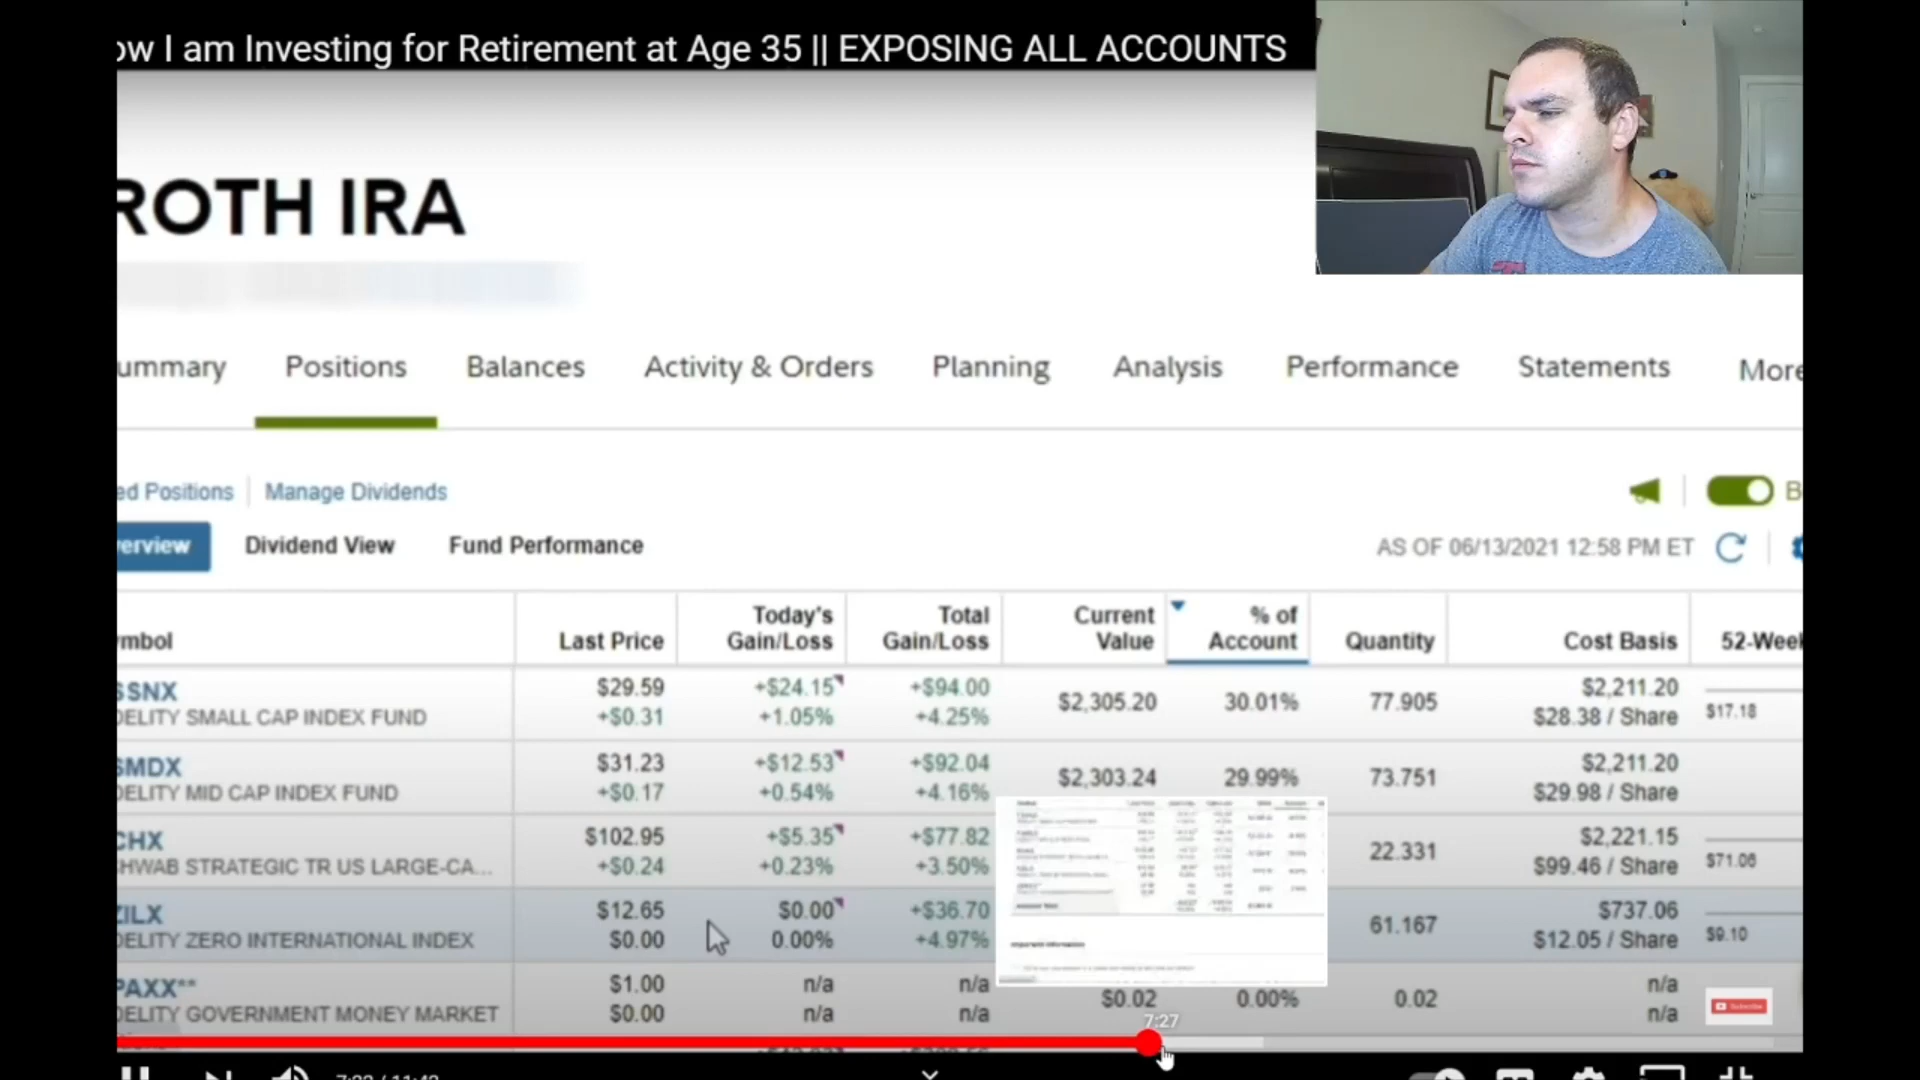 ow I am Investing for Retirement at Age 35 || EXPOSING ALL ACCOUNTS
ROTH IRA
ummary Positions Balances Activity & Orders Planning Analysis Performance Statements More
ed Positions Manage Dividends
verview Dividend View Fund Performance
AS OF 06/13/2021 12:58 PM ET
mbol Last Price Today's Gain/Loss Total Gain/Loss Current Value % of Account Quantity Cost Basis 52-Week
SSNX $29.59 +$24.15 +$94.00 $2,305.20 30.01% 77.905 $2,211.20
DELITY SMALL CAP INDEX FUND +$0.31 +1.05% +4.25% $28.38 / Share $17.18
SMDX $31.23 +$12.53 +$92.04 $2,303.24 29.99% 73.751 $2,211.20
DELITY MID CAP INDEX FUND +$0.17 +0.54% +4.16% $29.98 / Share
CHX $102.95 +$5.35 +$77.82 22.331 $2,221.15
HWAB STRATEGIC TR US LARGE-CA... +$0.24 +0.23% +3.50% $99.46 / Share $71.06
ZILX $12.65 $0.00 +$36.70 61.167 $737.06
DELITY ZERO INTERNATIONAL INDEX $0.00 0.00% +4.97% $12.05 / Share $9.10
PAXX** $1.00 n/a n/a $0.02 0.00% 0.02 n/a
DELITY GOVERNMENT MONEY MARKET $0.00 n/a n/a n/a
Subscribe
7:27